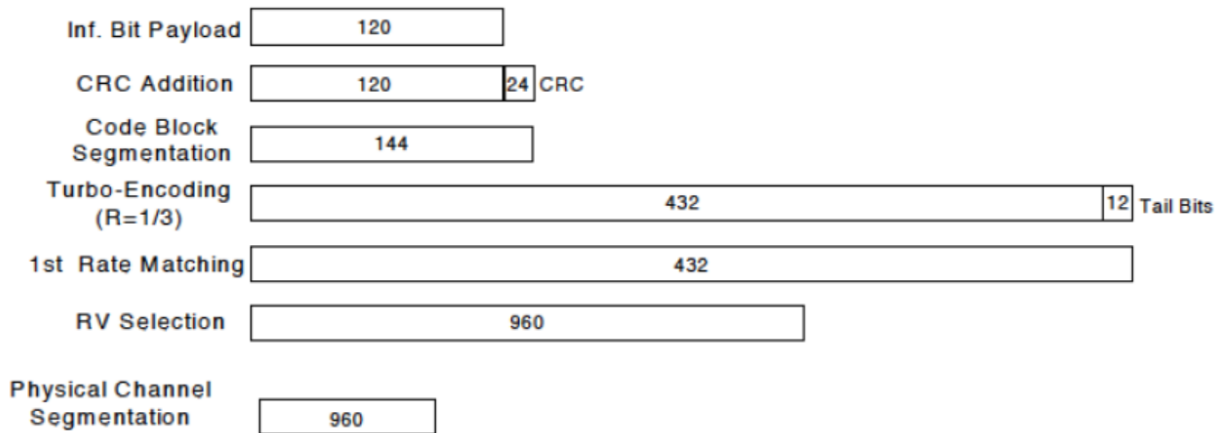 Inf. Bit Payload 120
CRC Addition 120 24 CRC
Code Block
Segmentation 144
Turbo-Encoding
(R=1/3) 432 12 Tail Bits
1st Rate Matching 432
RV Selection 960
Physical Channel
Segmentation 960